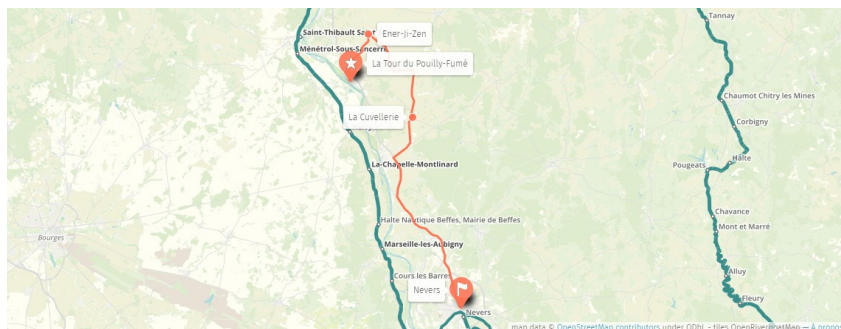 Tannay
Saint-Thibault Saint
Ener-Ji-Zen
Ménétrol-Sous-Sancerre
La Tour du Pouilly-Fumé
Chaumot Chitry les Mines
La Cuvellerie
Corbigny
Halte
La-Chapelle-Montlinard
Pougeats
Chavance
Halte Nautique Beffes, Mairie de Beffes
Mont et Marré
Bourges
Marseille-les-Aubigny
Cours les Barres
Alluy
Nevers
Fleury
Nevers
map data © OpenStreetMap contributors under ODbL - tiles OpenRiverboatMap — À propos